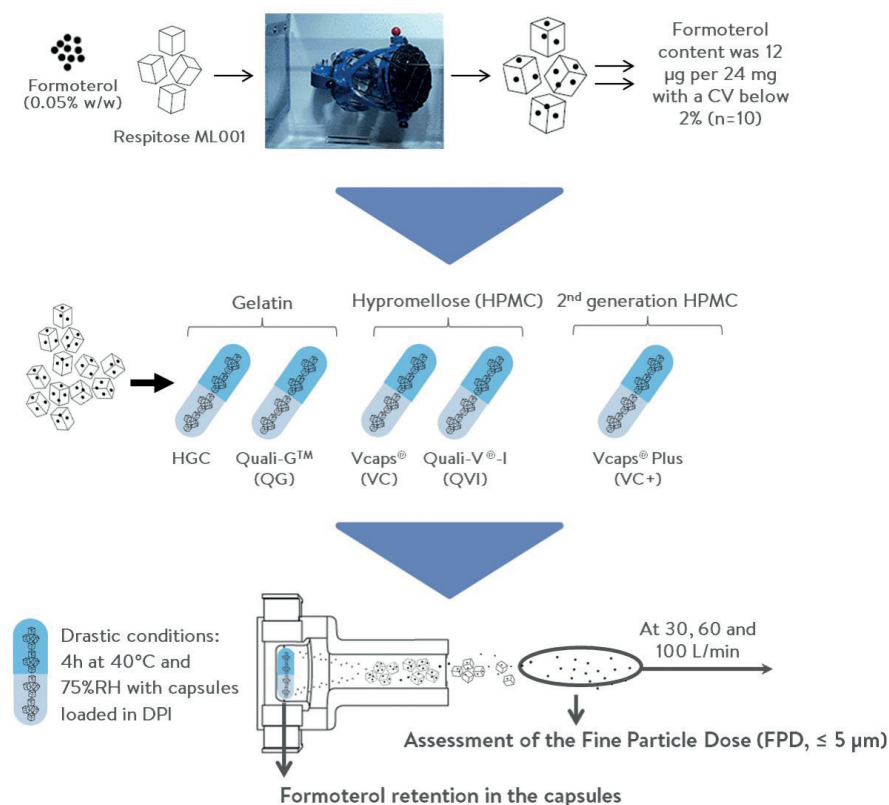 Formoterol
(0.05% w/w)
Respitose ML001
Formoterol
content was 12
µg per 24 mg
with a CV below
2% (n=10)
Gelatin
Hypromellose (HPMC)
2nd generation HPMC
HGC
Quali-G™
(QG)
Vcaps®
(VC)
Quali-V®-I
(QVI)
Vcaps® Plus
(VC+)
Drastic conditions:
4h at 40°C and
75%RH with capsules
loaded in DPI
At 30, 60 and
100 L/min
Assessment of the Fine Particle Dose (FPD, ≤ 5 µm)
Formoterol retention in the capsules